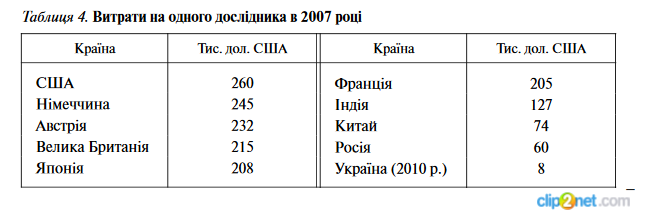 Таблиця 4. Витрати на одного дослідника в 2007 році
Країна Тис. дол. США Країна Тис. дол. США
США 260 Франція 205
Німеччина 245 Індія 127
Австрія 232 Китай 74
Велика Британія 215 Росія 60
Японія 208 Україна (2010 р.) 8
clip2net.com